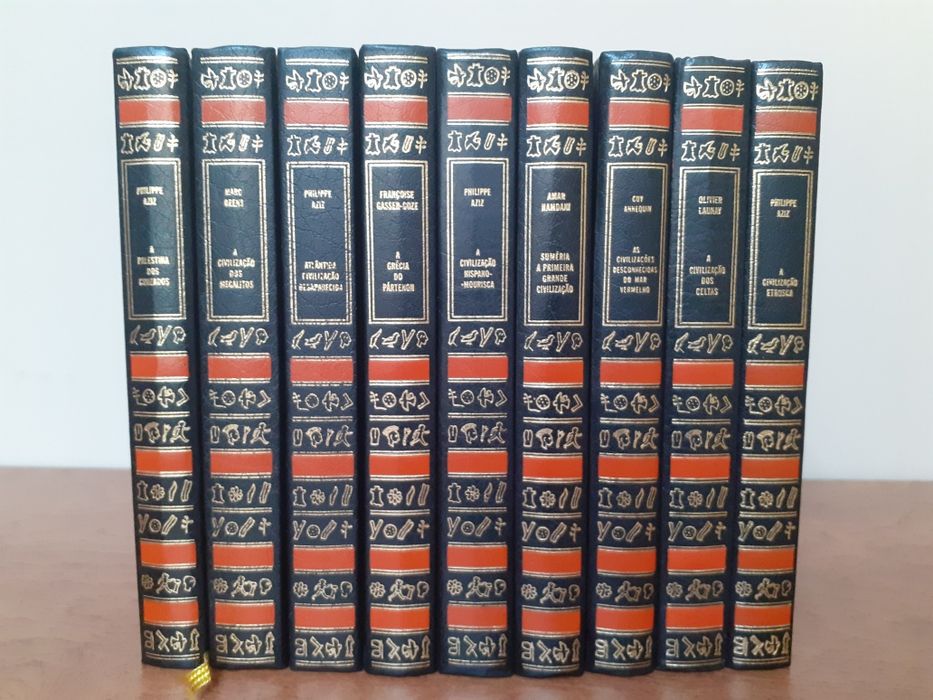 PHILIPPE
AZIZ
A
PALESTINA
DOS
CRUZADOS
MARC
ORENS
A
CIVILIZAÇÃO
DOS
MEGALITOS
PHILIPPE
AZIZ
ATLÂNTIDA
CIVILIZAÇÃO
DESAPARECIDA
FRANÇOISE
GASSER-COZE
A
GRÉCIA
DO
PÁRTENON
PHILIPPE
AZIZ
A
CIVILIZAÇÃO
HISPANO-
-MOURISCA
AMAR
HAMDANI
SUMÉRIA
A PRIMEIRA
GRANDE
CIVILIZAÇÃO
GUY
ANNEQUIN
AS
CIVILIZAÇÕES
DESCONHECIDAS
DO MAR
VERMELHO
OLIVIER
LAUNAY
A
CIVILIZAÇÃO
DOS
CELTAS
PHILIPPE
AZIZ
A
CIVILIZAÇÃO
ETRUSCA